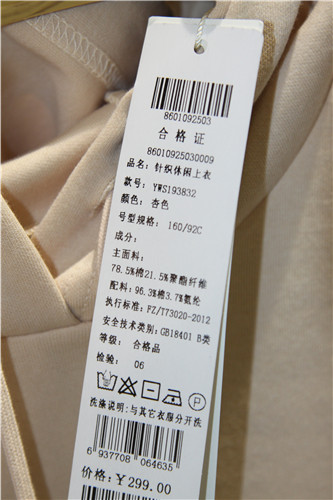 8601092503
合格证
86010925030009
品名: 针织休闲上衣
款号: YWS193832
颜色: 杏色
号型规格: 160/92C
成分:
主面料:
78.5%棉21.5%聚酯纤维
配料: 96.3%棉3.7%氨纶
执行标准: FZ/T73020-2012
安全技术类别: GB18401 B类
等级: 合格品
检验: 06
P
洗涤说明: 与其它衣服分开洗
6 937708 064635
价格: ¥299.00